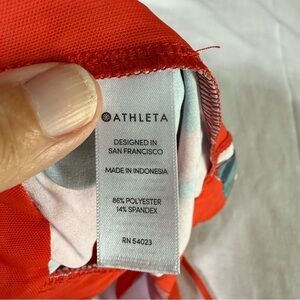 ATHLETA
DESIGNED IN
SAN FRANCISCO
MADE IN INDONESIA
86% POLYESTER
14% SPANDEX
RN 54023